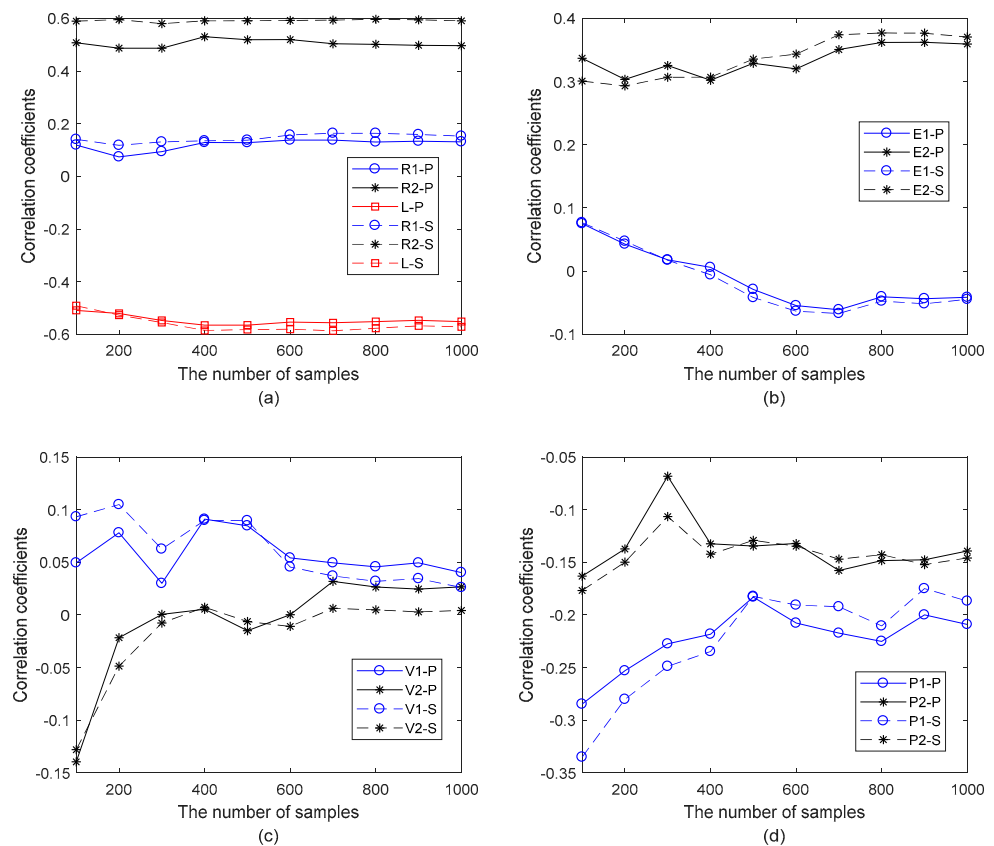 0.6
0.4
0.2
0
-0.2
-0.4
-0.6
Correlation coefficients
200 400 600 800 1000
The number of samples
(a)
R1-P
R2-P
L-P
R1-S
R2-S
L-S
0.4
0.3
0.2
0.1
0
-0.1
Correlation coefficients
200 400 600 800 1000
The number of samples
(b)
E1-P
E2-P
E1-S
E2-S
0.15
0.1
0.05
0
-0.05
-0.1
-0.15
Correlation coefficients
200 400 600 800 1000
The number of samples
(c)
V1-P
V2-P
V1-S
V2-S
-0.05
-0.1
-0.15
-0.2
-0.25
-0.3
-0.35
Correlation coefficients
200 400 600 800 1000
The number of samples
(d)
P1-P
P2-P
P1-S
P2-S